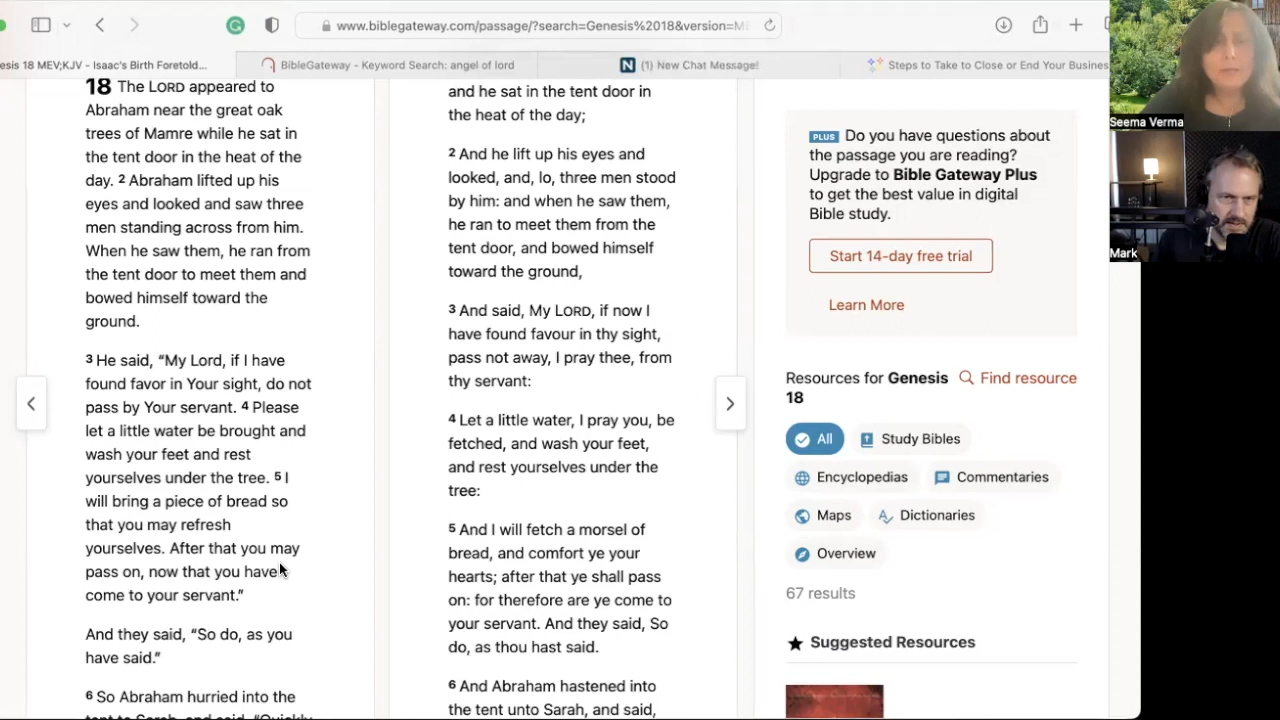 www.biblegateway.com/passage/?search=Genesis%2018&version=ME
esis 18 MEV;KJV - Isaac's Birth Foretold...
BibleGateway - Keyword Search: angel of lord
(1) New Chat Message!
Steps to Take to Close or End Your Busines
18 The LORD appeared to
Abraham near the great oak
trees of Mamre while he sat in
the tent door in the heat of the
day. 2 Abraham lifted up his
eyes and looked and saw three
men standing across from him.
When he saw them, he ran from
the tent door to meet them and
bowed himself toward the
ground.
3 He said, “My Lord, if I have
found favor in Your sight, do not
pass by Your servant. 4 Please
let a little water be brought and
wash your feet and rest
yourselves under the tree. 5 I
will bring a piece of bread so
that you may refresh
yourselves. After that you may
pass on, now that you have
come to your servant.”
And they said, “So do, as you
have said.”
6 So Abraham hurried into the
tent to Sarah, and said, “Quickly
and he sat in the tent door in
the heat of the day;
2 And he lift up his eyes and
looked, and, lo, three men stood
by him: and when he saw them,
he ran to meet them from the
tent door, and bowed himself
toward the ground,
3 And said, My LORD, if now I
have found favour in thy sight,
pass not away, I pray thee, from
thy servant:
4 Let a little water, I pray you, be
fetched, and wash your feet,
and rest yourselves under the
tree:
5 And I will fetch a morsel of
bread, and comfort ye your
hearts; after that ye shall pass
on: for therefore are ye come to
your servant. And they said, So
do, as thou hast said.
6 And Abraham hastened into
the tent unto Sarah, and said,
PLUS Do you have questions about
the passage you are reading?
Upgrade to Bible Gateway Plus
to get the best value in digital
Bible study.
Start 14-day free trial
Learn More
Resources for Genesis
18
Find resource
All
Study Bibles
Encyclopedias
Commentaries
Maps
Dictionaries
Overview
67 results
Suggested Resources
Seema Verma
Mark